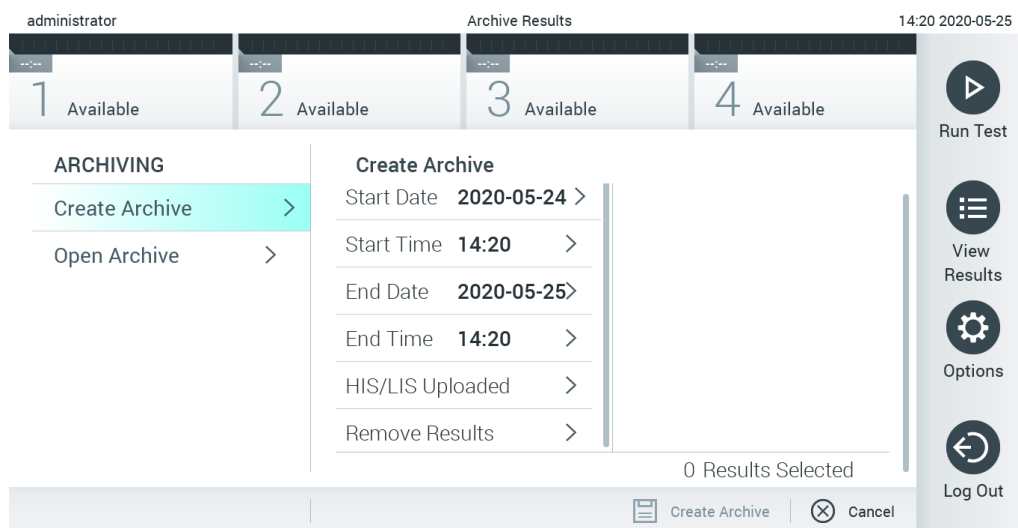 administrator Archive Results 14:20 2020-05-25
--:-- --:-- --:-- --:--
1 Available 2 Available 3 Available 4 Available
Run Test
ARCHIVING
Create Archive
Open Archive
Create Archive
Start Date 2020-05-24
Start Time 14:20
End Date 2020-05-25
End Time 14:20
HIS/LIS Uploaded
Remove Results
0 Results Selected
View
Results
Options
Log Out
Create Archive Cancel